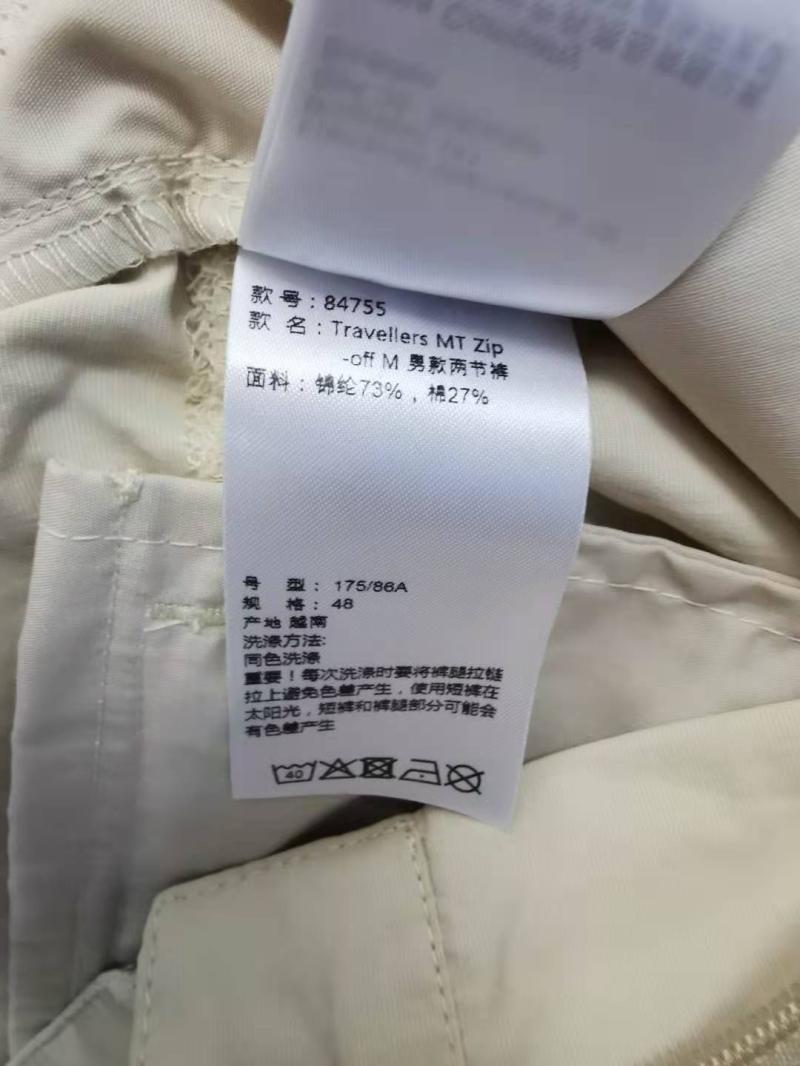 款 号：84755
款 名：Travellers MT Zip
-off M 男款两节裤
面料：锦纶73%，棉27%
号 型：175/86A
规 格：48
产地 越南
洗涤方法:
同色洗涤
重要！每次洗涤时要将裤腿拉链
拉上避免色差产生，使用短裤在
太阳光，短裤和裤腿部分可能会
有色差产生
40